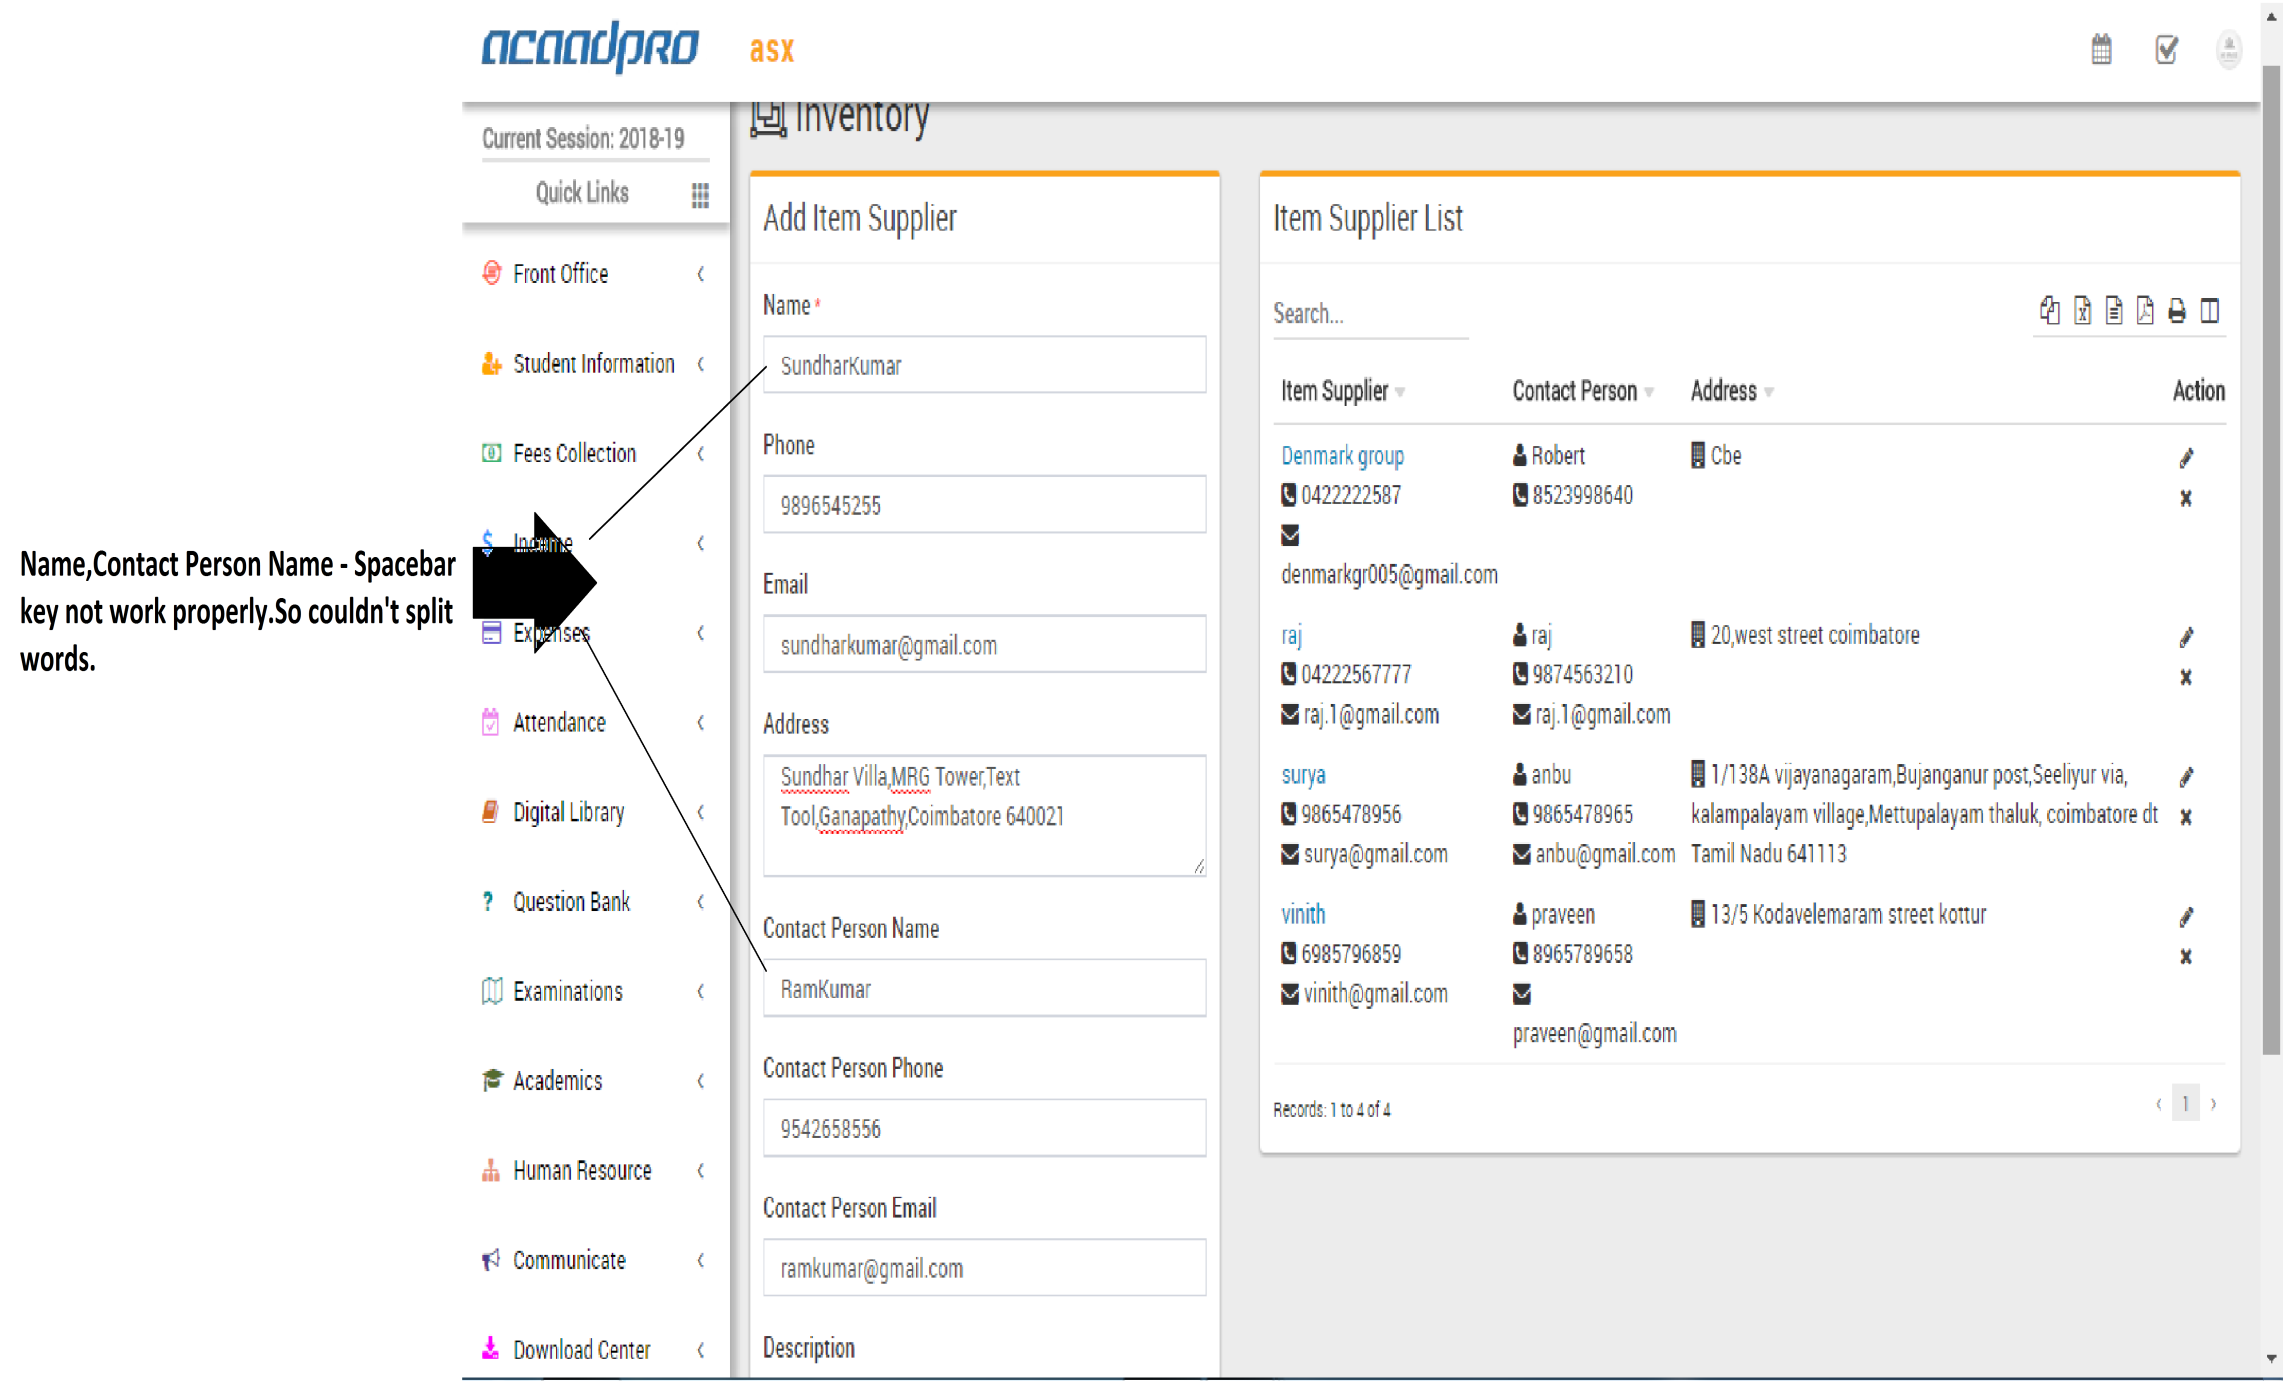 acaadpro
asx
Inventory
Current Session: 2018-19
Quick Links
Front Office
Student Information
Fees Collection
Income
Expenses
Attendance
Digital Library
Question Bank
Examinations
Academics
Human Resource
Communicate
Download Center
Name,Contact Person Name - Spacebar
key not work properly.So couldn't split
words.
Add Item Supplier
Name *
SundharKumar
Phone
9896545255
Email
sundharkumar@gmail.com
Address
Sundhar Villa,MRG Tower,Text
Tool,Ganapathy,Coimbatore 640021
Contact Person Name
RamKumar
Contact Person Phone
9542658556
Contact Person Email
ramkumar@gmail.com
Description
Item Supplier List
Search...
Item Supplier Contact Person Address Action
Denmark group Robert Cbe
0422222587 8523998640
denmarkgr005@gmail.com
raj raj 20,west street coimbatore
04222567777 9874563210
raj.1@gmail.com raj.1@gmail.com
surya anbu 1/138A vijayanagaram,Bujanganur post,Seeliyur via,
9865478956 9865478965 kalampalayam village,Mettupalayam thaluk, coimbatore dt
surya@gmail.com anbu@gmail.com Tamil Nadu 641113
vinith praveen 13/5 Kodavelemaram street kottur
6985796859 8965789658
vinith@gmail.com
praveen@gmail.com
Records: 1 to 4 of 4
1